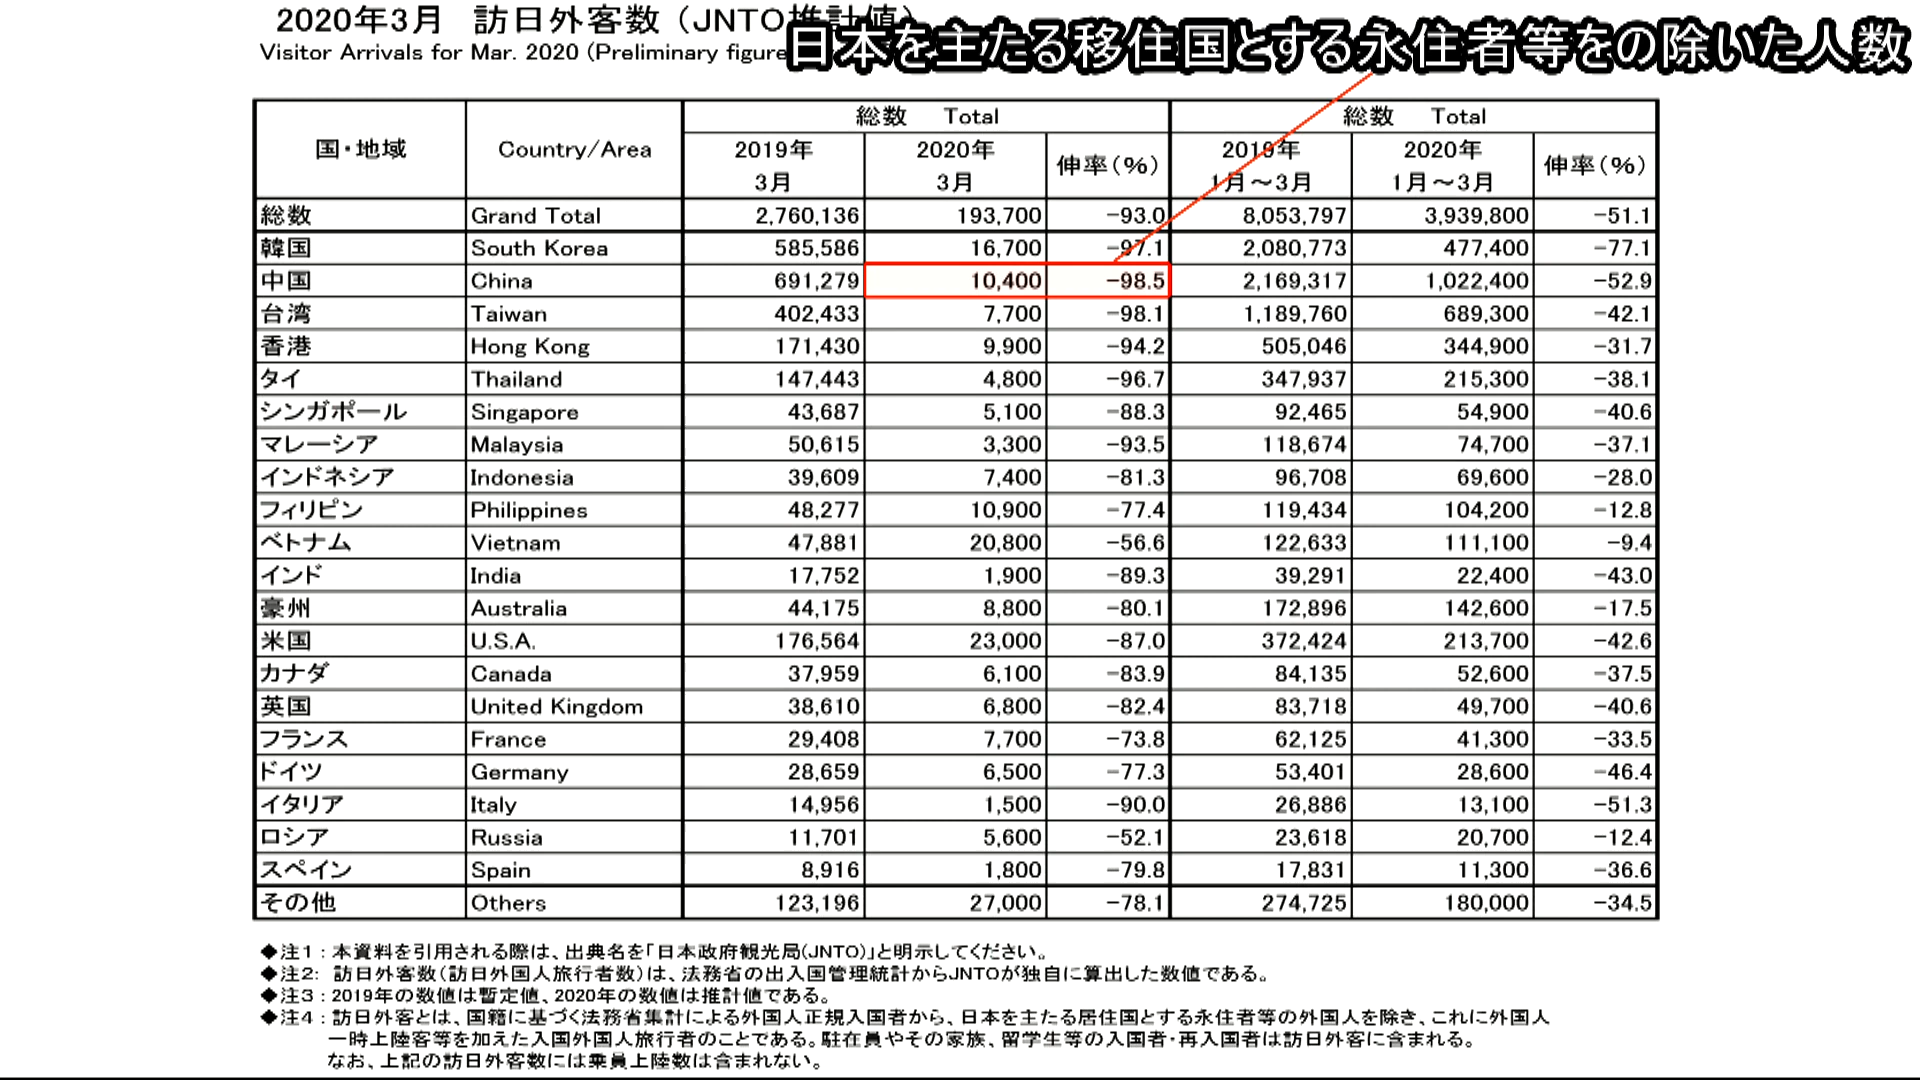 2020年3月 訪日外客数（JNTO推計値）
Visitor Arrivals for Mar. 2020 (Preliminary figure
日本を主たる移住国とする永住者等をの除いた人数
国・地域 Country/Area 総数 Total 総数 Total
2019年 3月 2020年 3月 伸率(%) 2019年 1月～3月 2020年 1月～3月 伸率(%)
総数 Grand Total 2,760,136 193,700 -93.0 8,053,797 3,939,800 -51.1
韓国 South Korea 585,586 16,700 -97.1 2,080,773 477,400 -77.1
中国 China 691,279 10,400 -98.5 2,169,317 1,022,400 -52.9
台湾 Taiwan 402,433 7,700 -98.1 1,189,760 689,300 -42.1
香港 Hong Kong 171,430 9,900 -94.2 505,046 344,900 -31.7
タイ Thailand 147,443 4,800 -96.7 347,937 215,300 -38.1
シンガポール Singapore 43,687 5,100 -88.3 92,465 54,900 -40.6
マレーシア Malaysia 50,615 3,300 -93.5 118,674 74,700 -37.1
インドネシア Indonesia 39,609 7,400 -81.3 96,708 69,600 -28.0
フィリピン Philippines 48,277 10,900 -77.4 119,434 104,200 -12.8
ベトナム Vietnam 47,881 20,800 -56.6 122,633 111,100 -9.4
インド India 17,752 1,900 -89.3 39,291 22,400 -43.0
豪州 Australia 44,175 8,800 -80.1 172,896 142,600 -17.5
米国 U.S.A. 176,564 23,000 -87.0 372,424 213,700 -42.6
カナダ Canada 37,959 6,100 -83.9 84,135 52,600 -37.5
英国 United Kingdom 38,610 6,800 -82.4 83,718 49,700 -40.6
フランス France 29,408 7,700 -73.8 62,125 41,300 -33.5
ドイツ Germany 28,659 6,500 -77.3 53,401 28,600 -46.4
イタリア Italy 14,956 1,500 -90.0 26,886 13,100 -51.3
ロシア Russia 11,701 5,600 -52.1 23,618 20,700 -12.4
スペイン Spain 8,916 1,800 -79.8 17,831 11,300 -36.6
その他 Others 123,196 27,000 -78.1 274,725 180,000 -34.5
◆注1：本資料を引用される際は、出典名を「日本政府観光局(JNTO)」と明示してください。
◆注2: 訪日外客数（訪日外国人旅行者数）は、法務省の出入国管理統計からJNTOが独自に算出した数値である。
◆注3：2019年の数値は暫定値、2020年の数値は推計値である。
◆注4：訪日外客とは、国籍に基づく法務省集計による外国人正規入国者から、日本を主たる居住国とする永住者等の外国人を除き、これに外国人
一時上陸客等を加えた入国外国人旅行者のことである。駐在員やその家族、留学生等の入国者・再入国者は訪日外客に含まれる。
なお、上記の訪日外客数には乗員上陸数は含まれない。